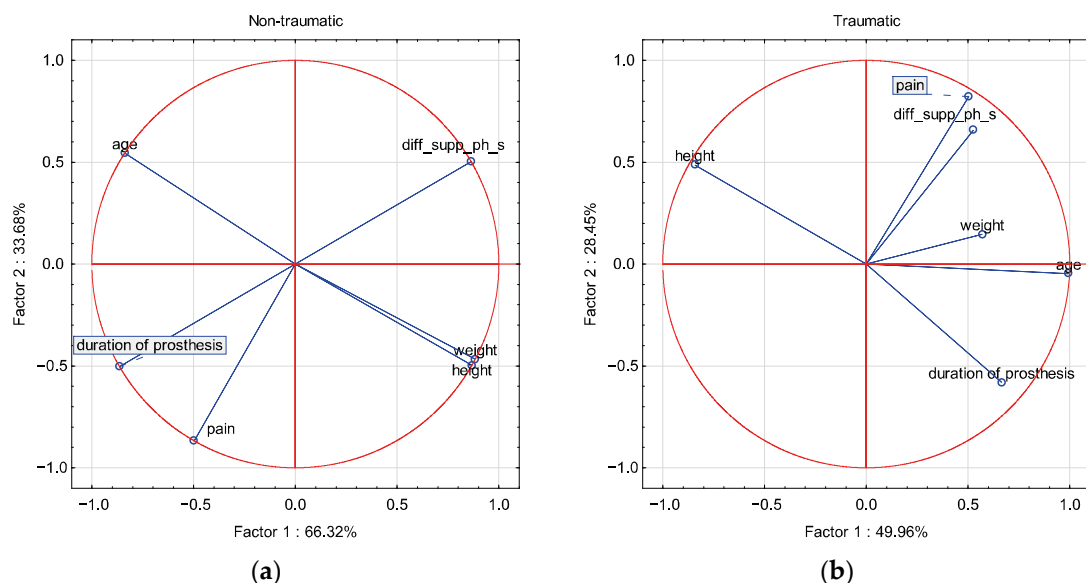 Non-traumatic
1.0
0.5
0.0
−0.5
−1.0
Factor 2 : 33.68%
age
diff_supp_ph_s
duration of prosthesis
weight
height
pain
−1.0 −0.5 0.0 0.5 1.0
Factor 1 : 66.32%
(a)
Traumatic
1.0
0.5
0.0
−0.5
−1.0
Factor 2 : 28.45%
pain
diff_supp_ph_s
height
weight
age
duration of prosthesis
−1.0 −0.5 0.0 0.5 1.0
Factor 1 : 49.96%
(b)